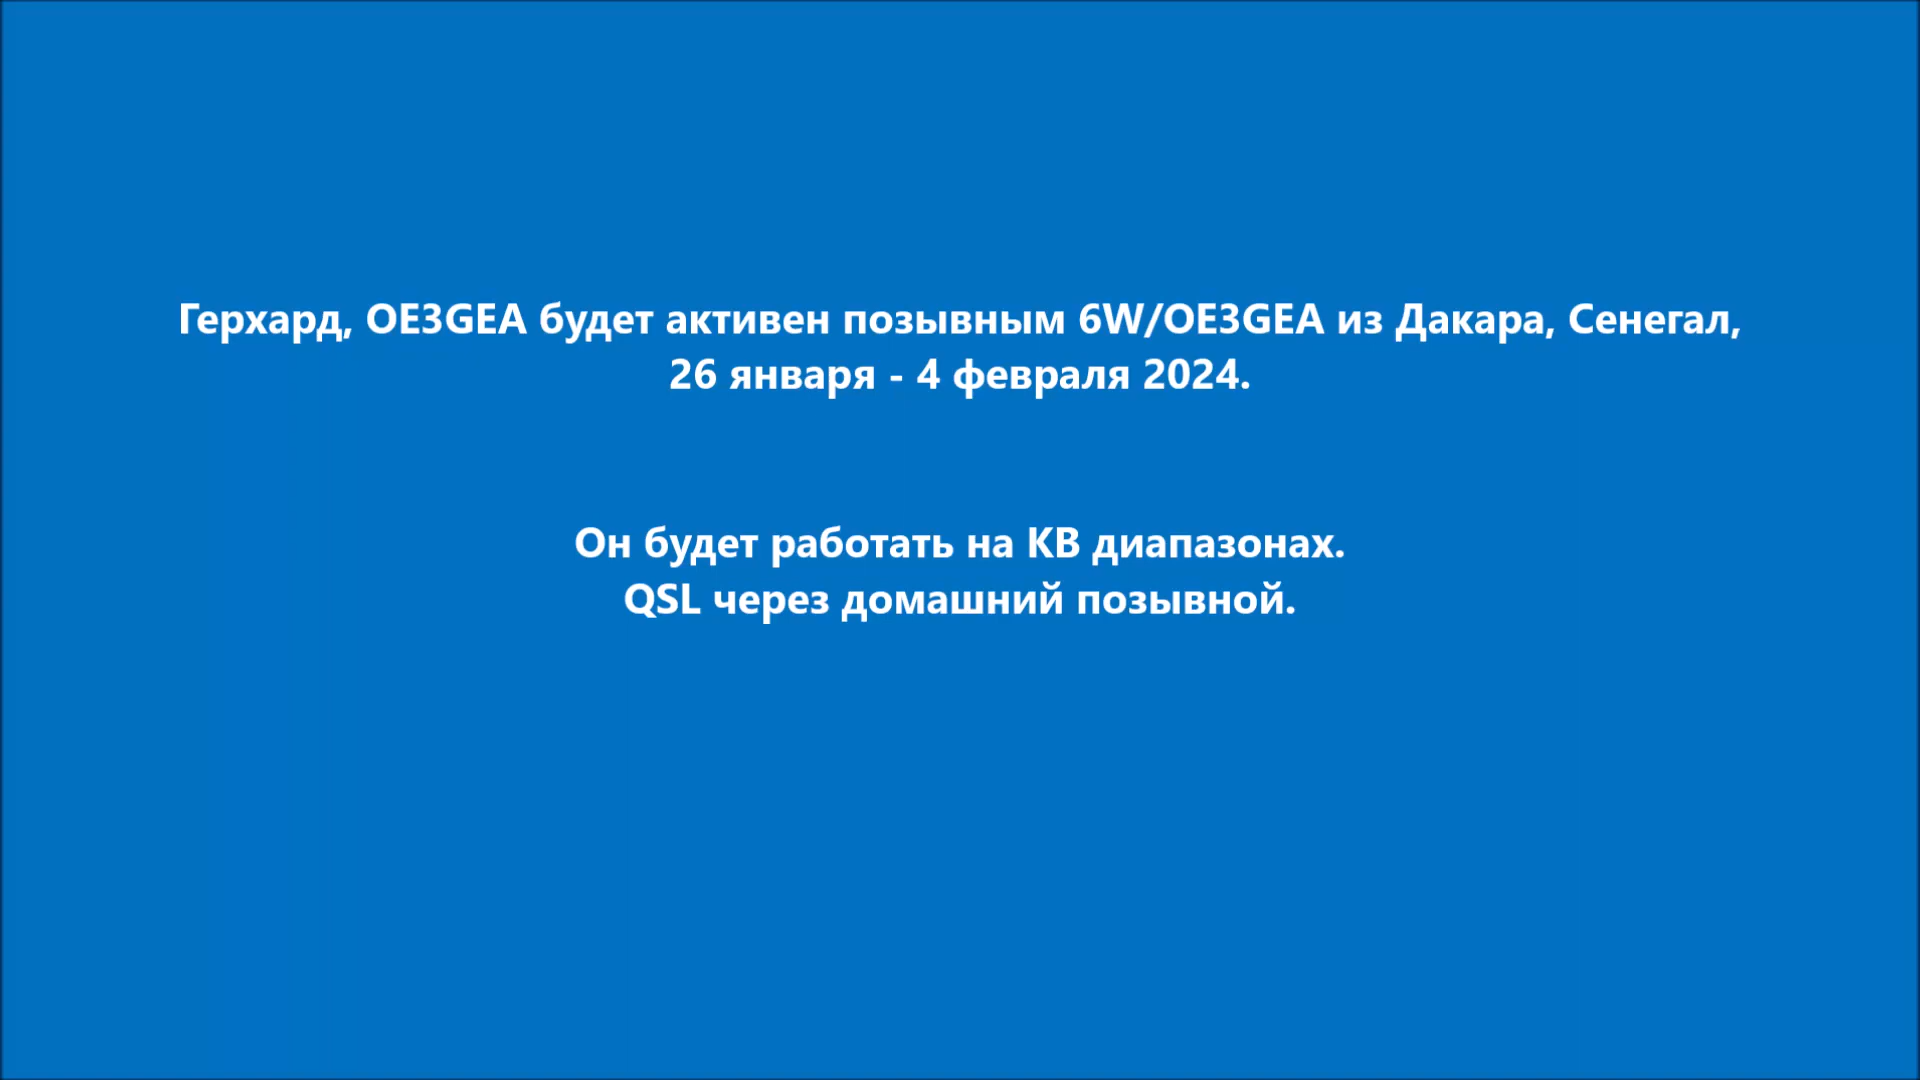 Герхард, OE3GEA будет активен позывным 6W/OE3GEA из Дакара, Сенегал,
26 января - 4 февраля 2024.
Он будет работать на КВ диапазонах.
QSL через домашний позывной.